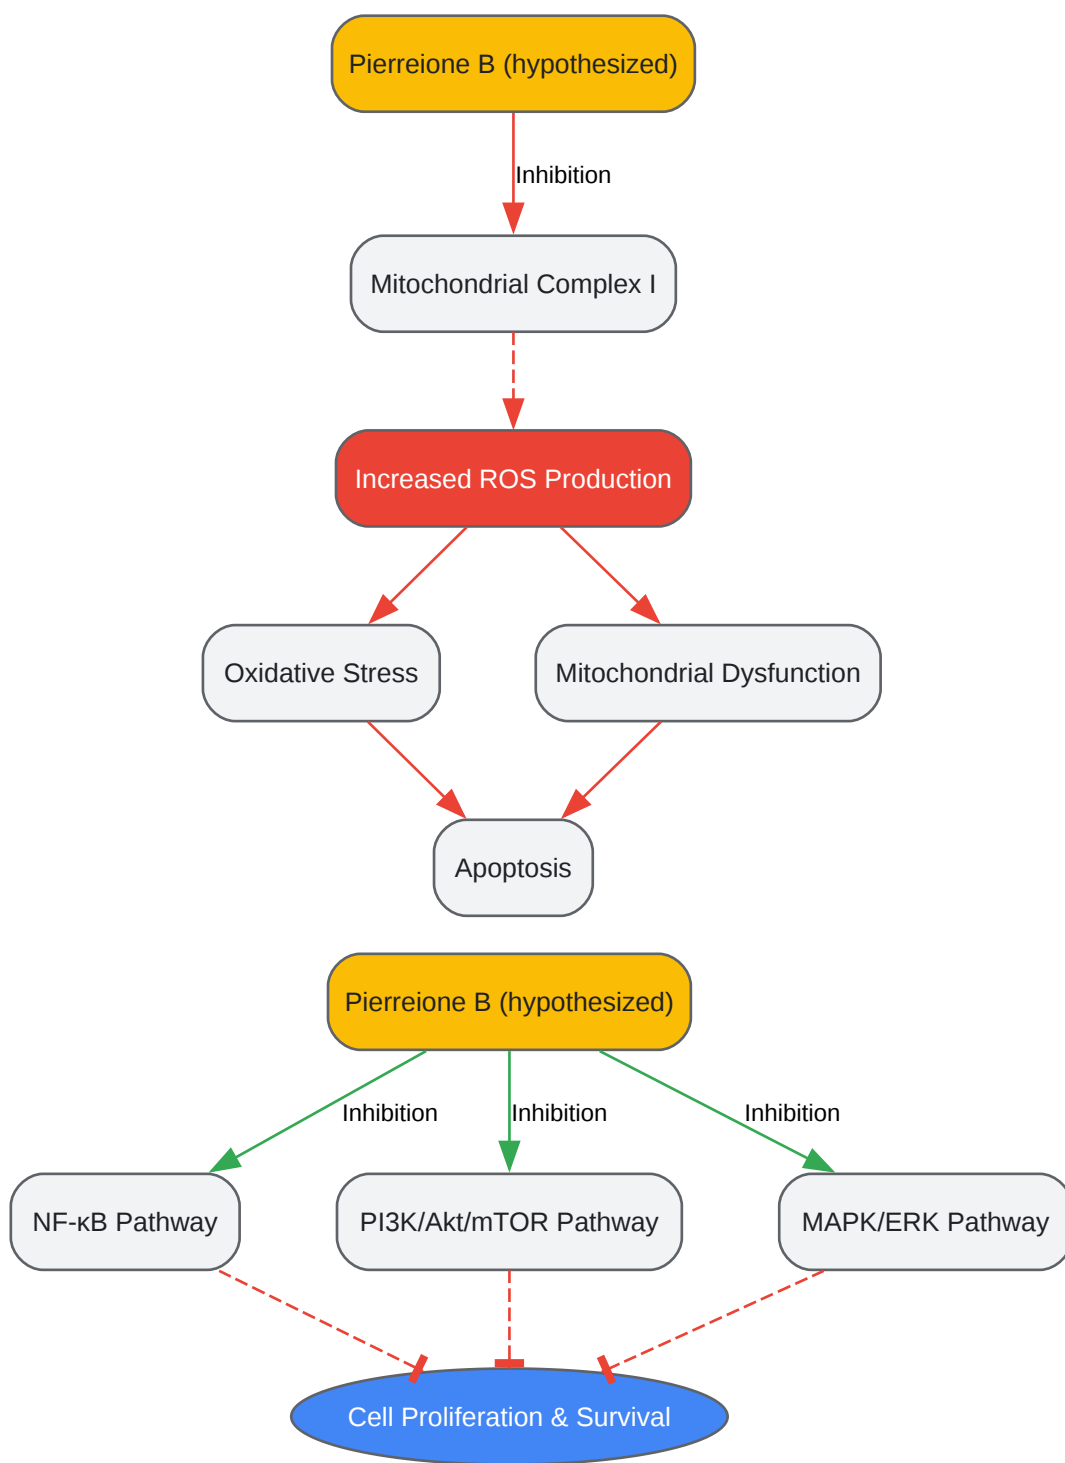 Pierreione B (hypothesized)
Inhibition
Mitochondrial Complex I
Increased ROS Production
Oxidative Stress
Mitochondrial Dysfunction
Apoptosis
Pierreione B (hypothesized)
Inhibition
Inhibition
Inhibition
NF-κB Pathway
PI3K/Akt/mTOR Pathway
MAPK/ERK Pathway
Cell Proliferation & Survival